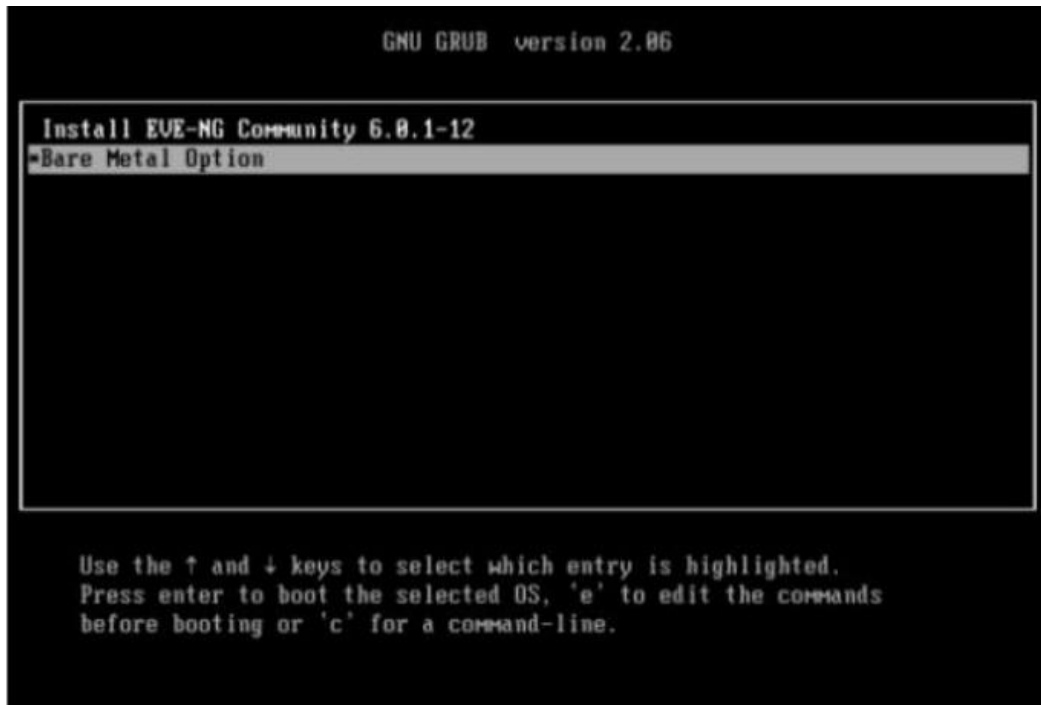 GNU GRUB version 2.06
Install EVE-NG Community 6.0.1-12
*Bare Metal Option
Use the ↑ and ↓ keys to select which entry is highlighted.
Press enter to boot the selected OS, 'e' to edit the commands
before booting or 'c' for a command-line.